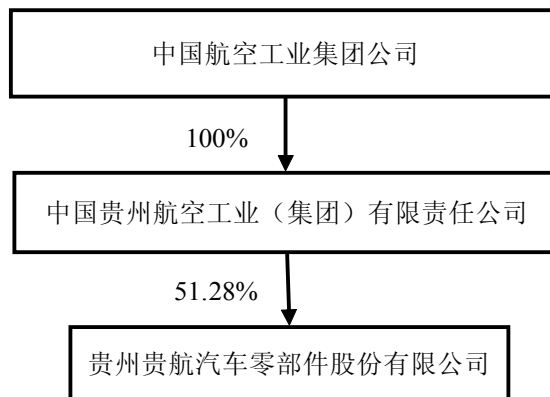 中国航空工业集团公司
100%
中国贵州航空工业（集团）有限责任公司
51.28%
贵州贵航汽车零部件股份有限公司